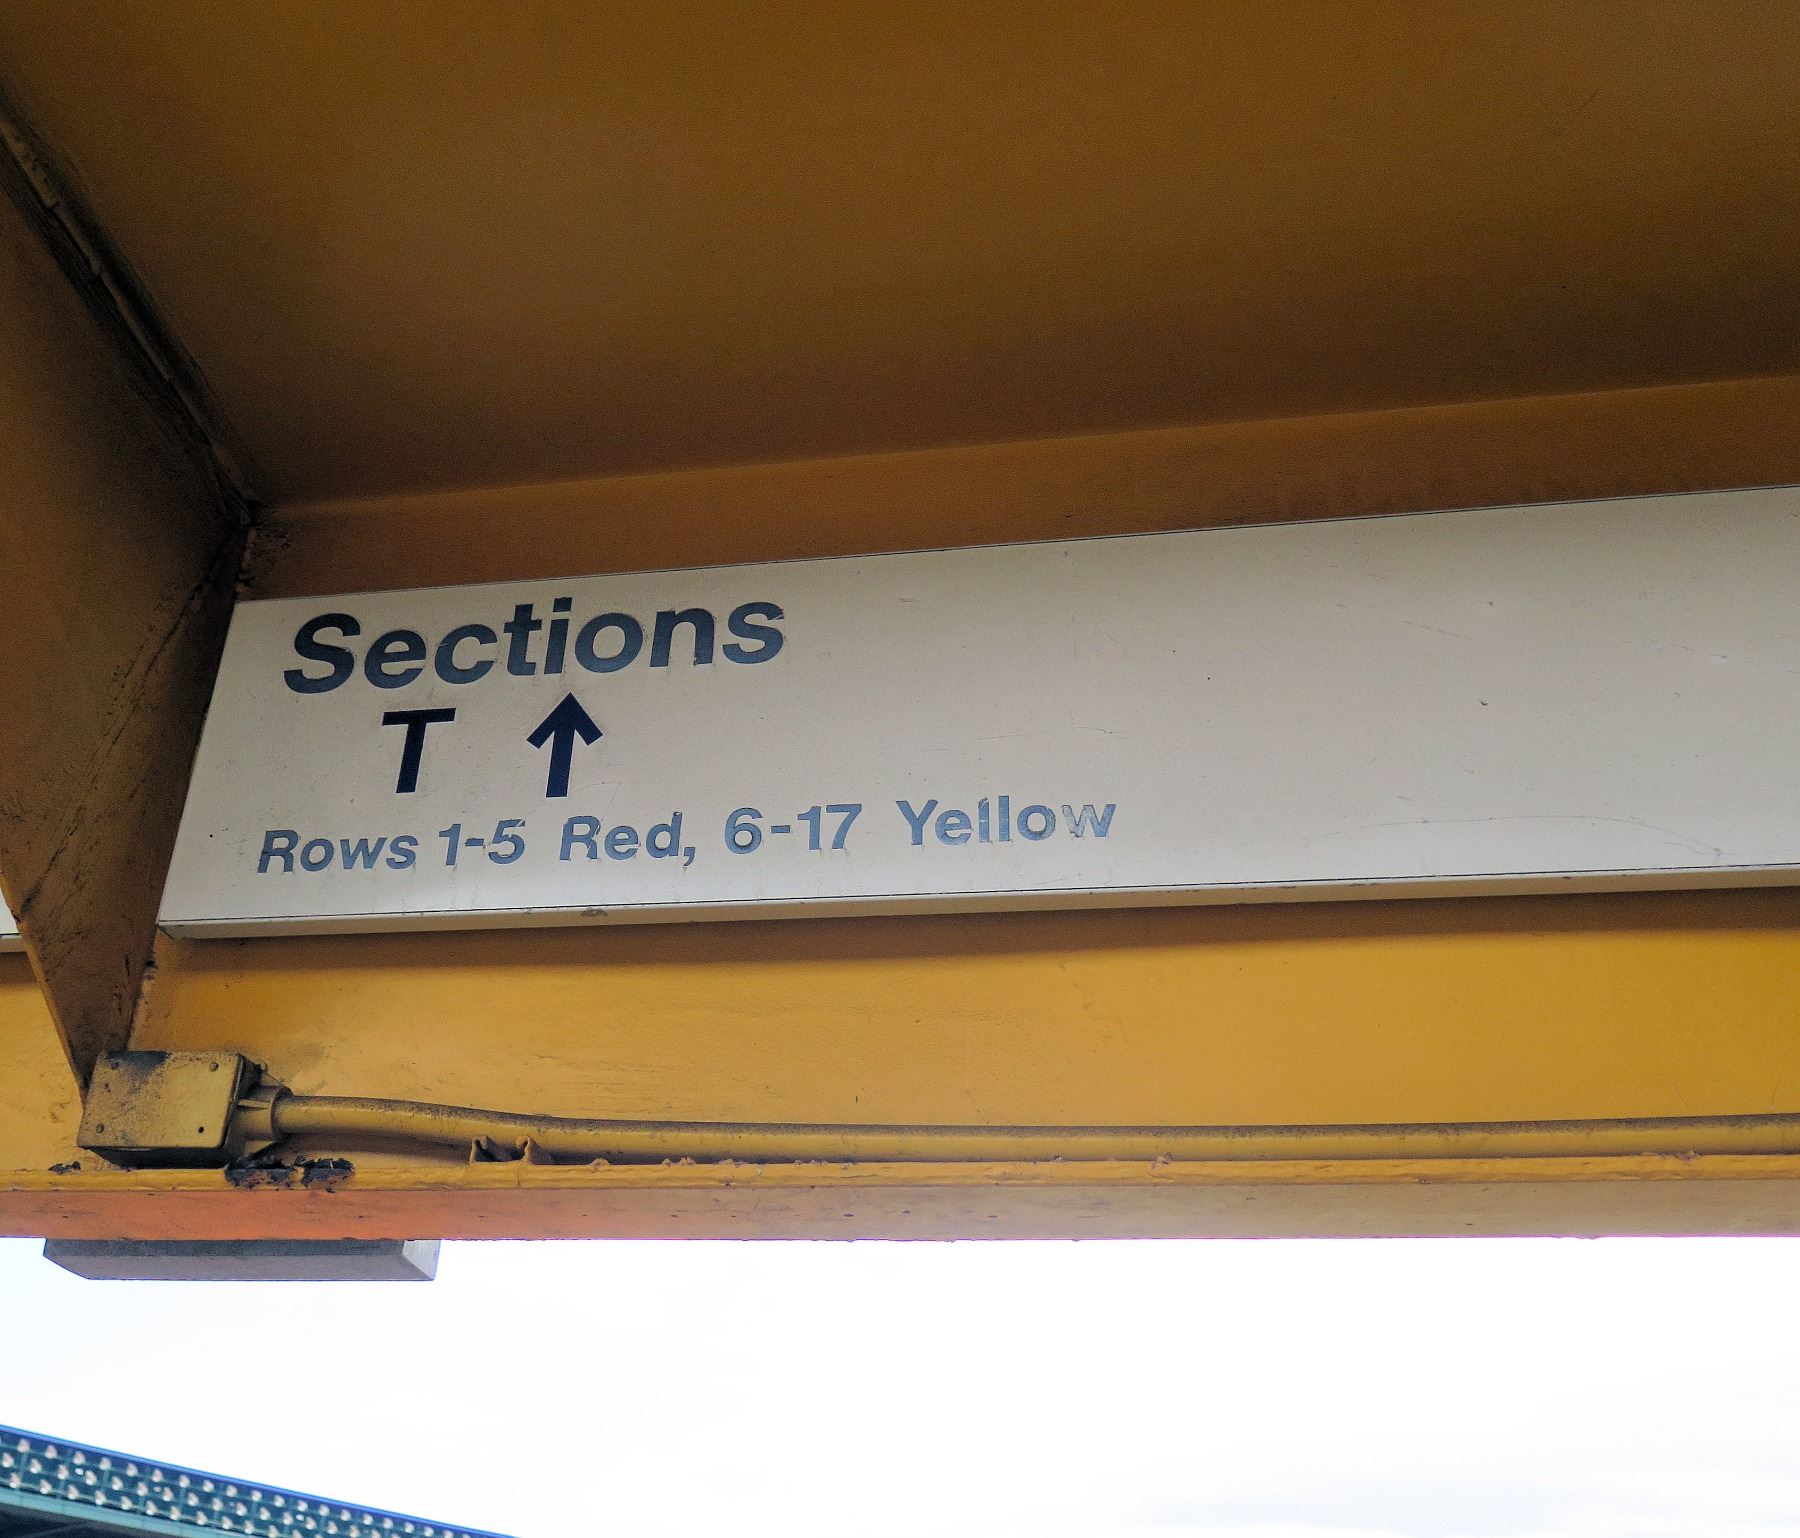 Sections
T ↑
Rows 1-5 Red, 6-17 Yellow